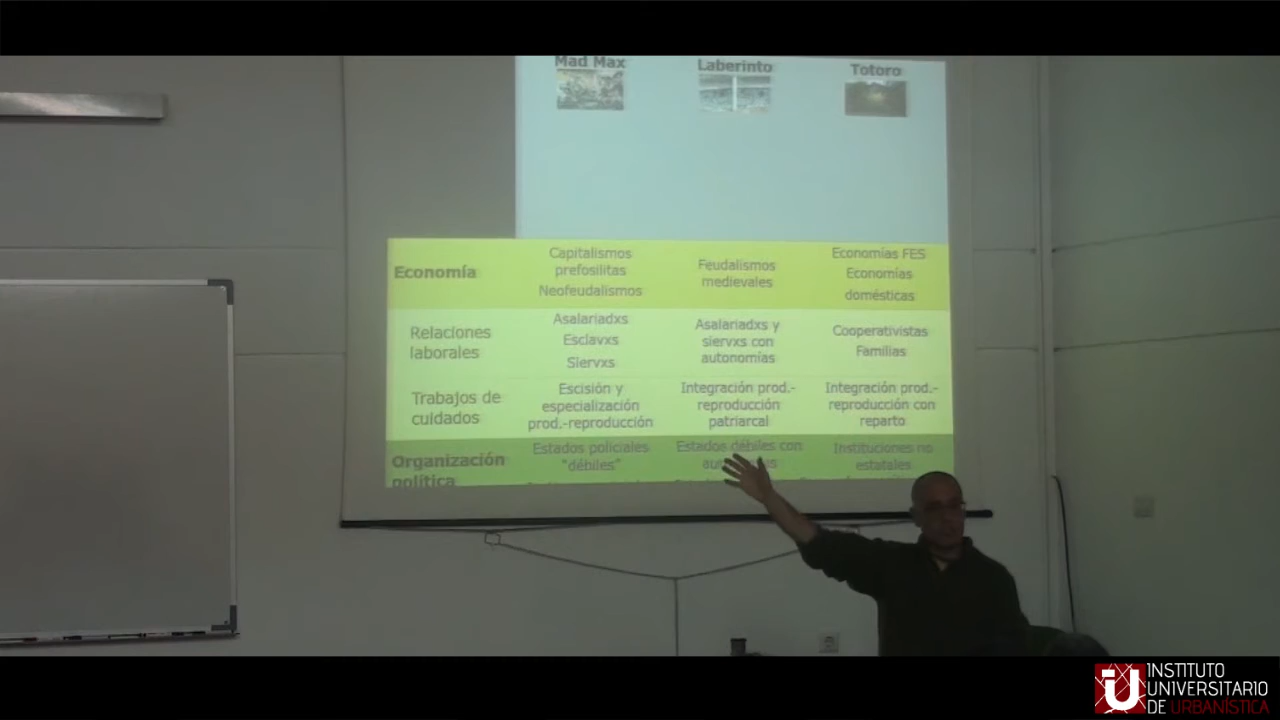 Mad Max
Laberinto
Totoro
Economía
Capitalismos
prefosilitas
Neofeudalismos
Feudalismos
medievales
Economías FES
Economías
domésticas
Relaciones
laborales
Asalariadxs
Esclavxs
Siervxs
Asalariadxs y
siervxs con
autonomías
Cooperativistas
Familias
Trabajos de
cuidados
Escisión y
especialización
prod.-reproducción
Integración prod.-
reproducción
patriarcal
Integración prod.-
reproducción con
reparto
Organización
política
Estados policiales
"débiles"
Estados débiles con
Instituciones no
estatales
INSTITUTO
UNIVERSITARIO
DE URBANÍSTICA